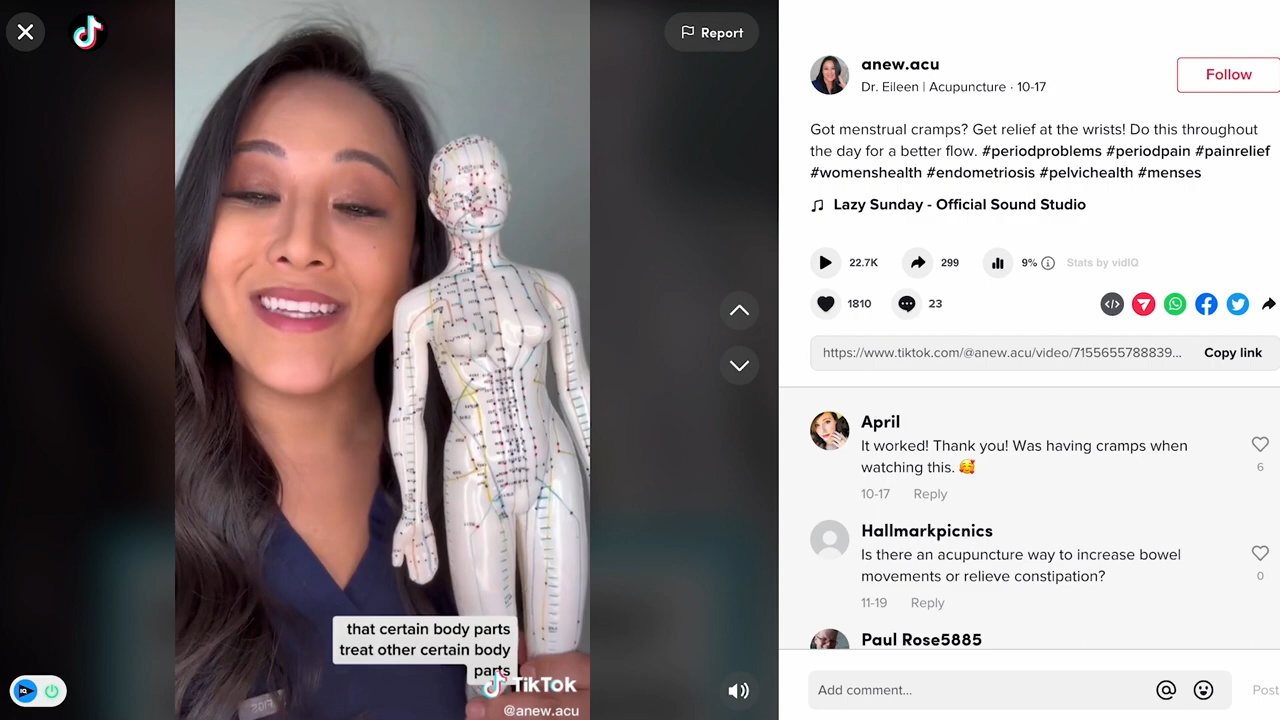 Report
that certain body parts
treat other certain body
parts
TikTok
@anew.acu
anew.acu
Dr. Eileen | Acupuncture · 10-17
Follow
Got menstrual cramps? Get relief at the wrists! Do this throughout
the day for a better flow. #periodproblems #periodpain #painrelief
#womenshealth #endometriosis #pelvichealth #menses
Lazy Sunday - Official Sound Studio
22.7K 299 9% Stats by vidIQ
1810 23
https://www.tiktok.com/@anew.acu/video/7155655788839... Copy link
April
It worked! Thank you! Was having cramps when
watching this. 🥰
6
10-17 Reply
Hallmarkpicnics
Is there an acupuncture way to increase bowel
movements or relieve constipation?
0
11-19 Reply
Paul Rose5885
Add comment... Post